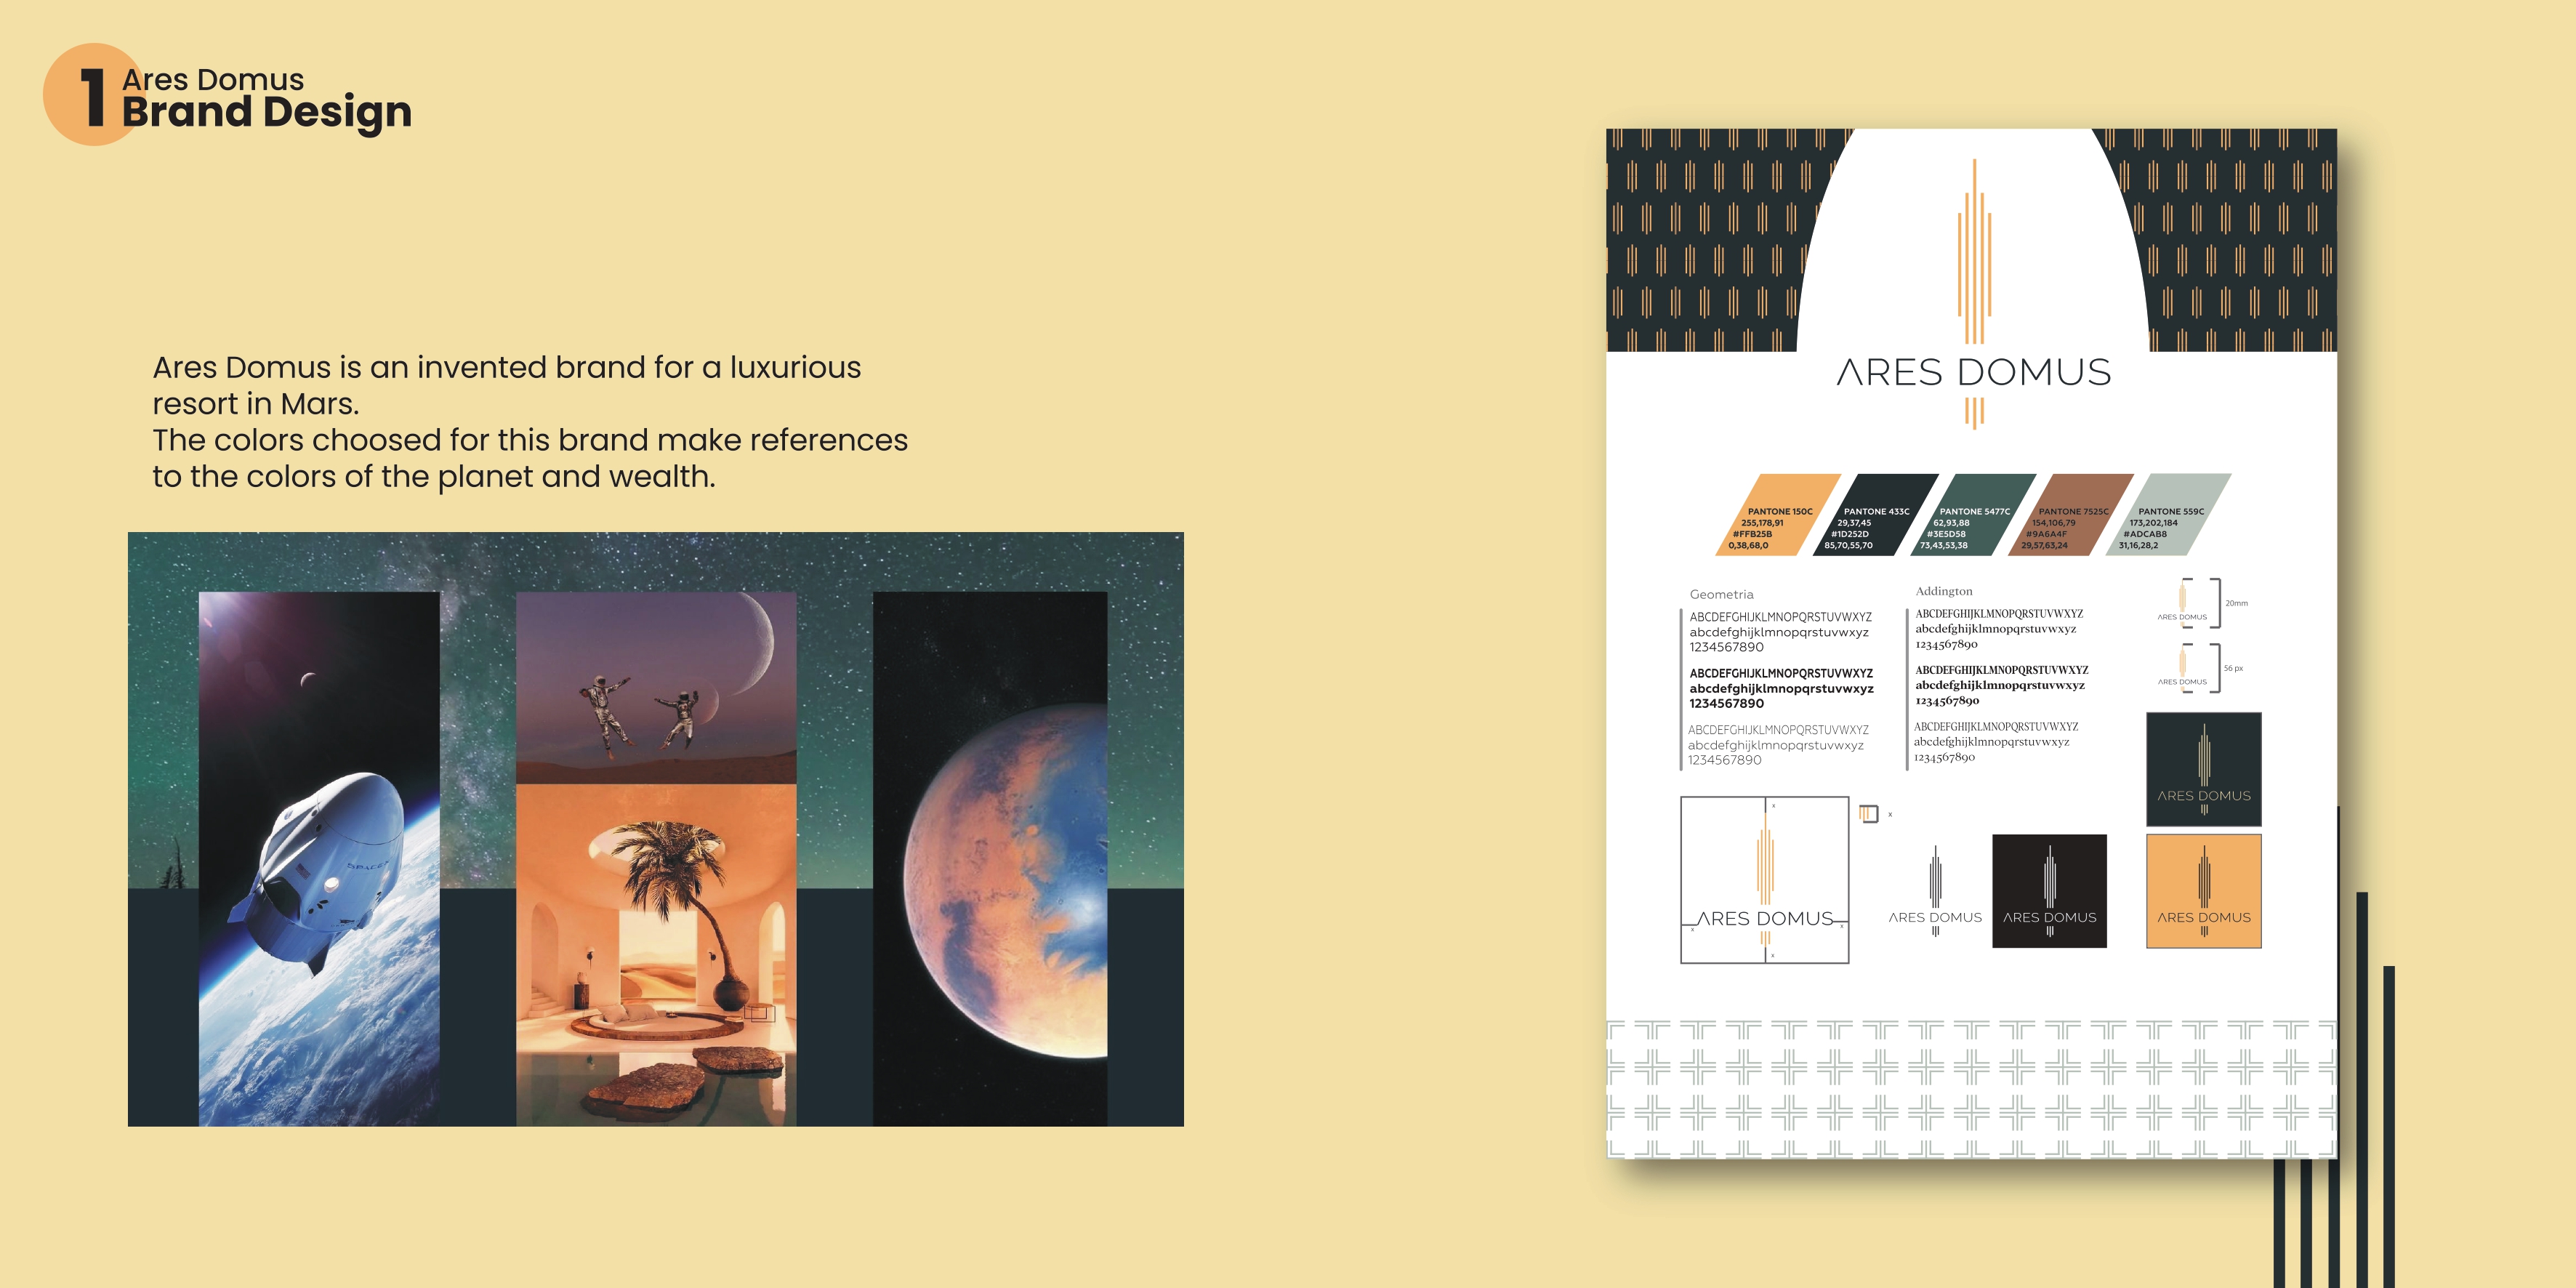 1
Ares Domus
Brand Design
Ares Domus is an invented brand for a luxurious
resort in Mars.
The colors choosed for this brand make references
to the colors of the planet and wealth.
ARES DOMUS
PANTONE 150C
255,178,91
#FFB25B
0,38,68,0
PANTONE 433C
29,37,45
#1D252D
85,70,55,70
PANTONE 5477C
62,93,88
#3E5D58
73,43,53,38
PANTONE 7525C
154,106,79
#9A6A4F
29,57,63,24
PANTONE 559C
173,202,184
#ADCAB8
31,16,28,2
Geometria
ABCDEFGHIJKLMNOPQRSTUVWXYZ
abcdefghijklmnopqrstuvwxyz
1234567890
ABCDEFGHIJKLMNOPQRSTUVWXYZ
abcdefghijklmnopqrstuvwxyz
1234567890
ABCDEFGHIJKLMNOPQRSTUVWXYZ
abcdefghijklmnopqrstuvwxyz
1234567890
Addington
ABCDEFGHIJKLMNOPQRSTUVWXYZ
abcdefghijklmnopqrstuvwxyz
1234567890
ABCDEFGHIJKLMNOPQRSTUVWXYZ
abcdefghijklmnopqrstuvwxyz
1234567890
ABCDEFGHIJKLMNOPQRSTUVWXYZ
abcdefghijklmnopqrstuvwxyz
1234567890
ARES DOMUS
20mm
ARES DOMUS
56 px
ARES DOMUS
x
x
ARES DOMUS
x
x
x
ARES DOMUS
ARES DOMUS
ARES DOMUS